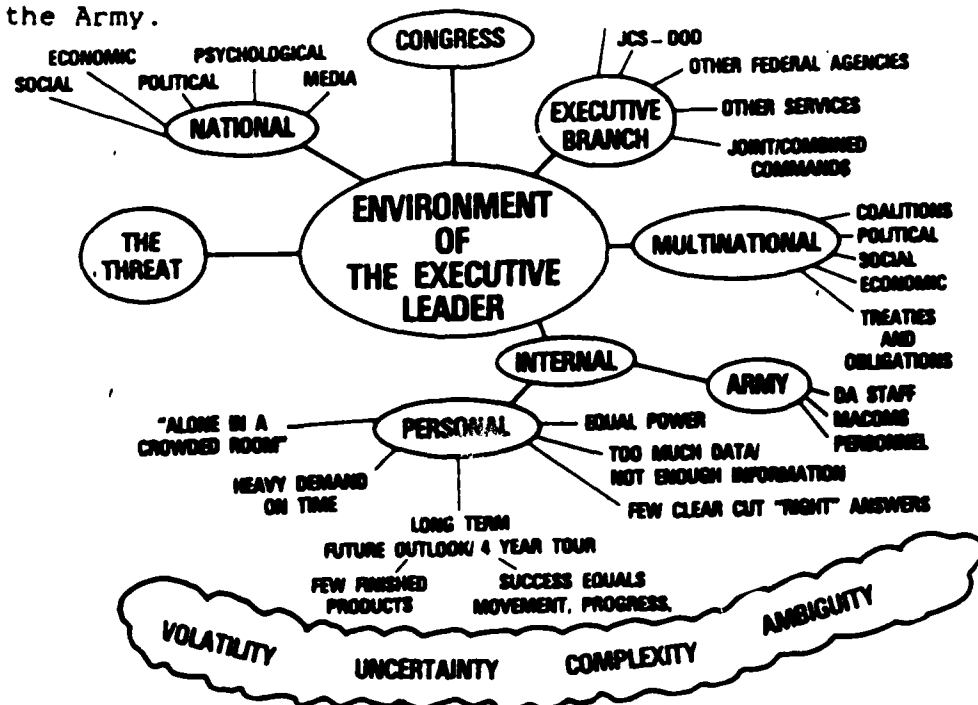 the Army.
ECONOMIC
PSYCHOLOGICAL
SOCIAL
POLITICAL
MEDIA
NATIONAL
CONGRESS
JCS - DOD
OTHER FEDERAL AGENCIES
EXECUTIVE
BRANCH
OTHER SERVICES
JOINT/COMBINED
COMMANDS
THE
THREAT
ENVIRONMENT
OF
THE EXECUTIVE
LEADER
MULTINATIONAL
COALITIONS
POLITICAL
SOCIAL
ECONOMIC
TREATIES
AND
OBLIGATIONS
INTERNAL
ARMY
DA STAFF
MACOMS
PERSONNEL
"ALONE IN A
CROWDED ROOM"
PERSONAL
EQUAL POWER
TOO MUCH DATA/
NOT ENOUGH INFORMATION
HEAVY DEMAND
ON TIME
FEW CLEAR CUT "RIGHT" ANSWERS
LONG TERM
FUTURE OUTLOOK/ 4 YEAR TOUR
FEW FINISHED
PRODUCTS
SUCCESS EQUALS
MOVEMENT, PROGRESS,
VOLATILITY
UNCERTAINTY
COMPLEXITY
AMBIGUITY